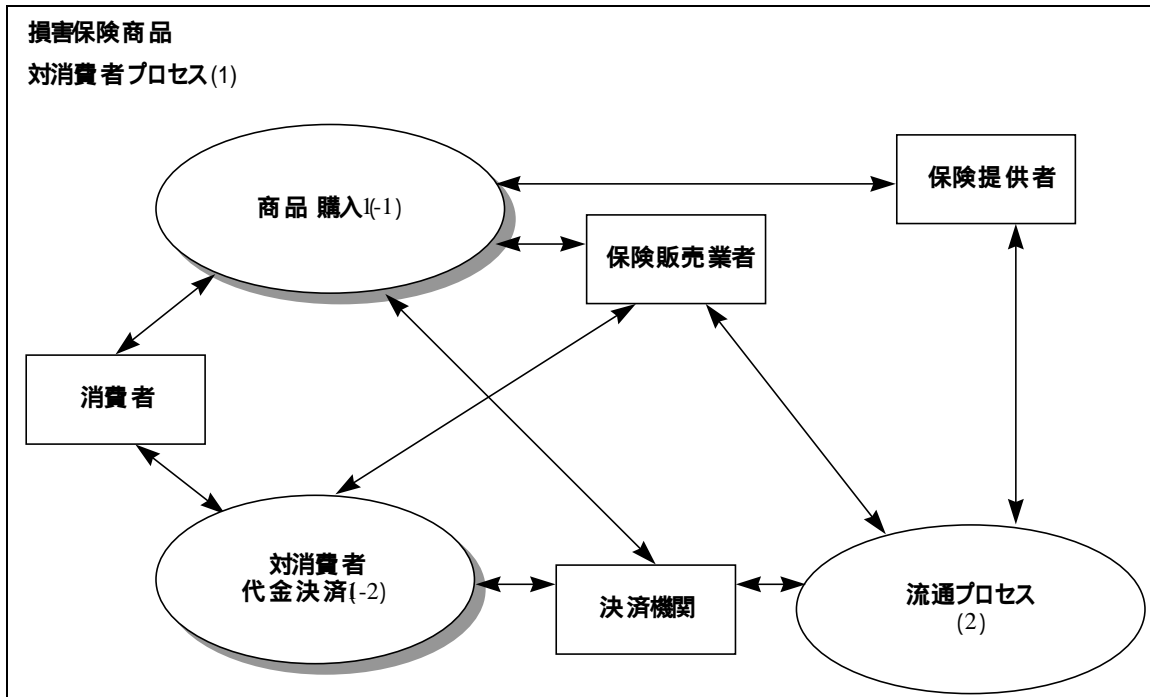 損害保険商品
対消費者プロセス(1)
保険提供者
商品 購入1(-1)
保険販売業者
消費者
対消費者
代金決済(1-2)
決済機関
流通プロセス
(2)